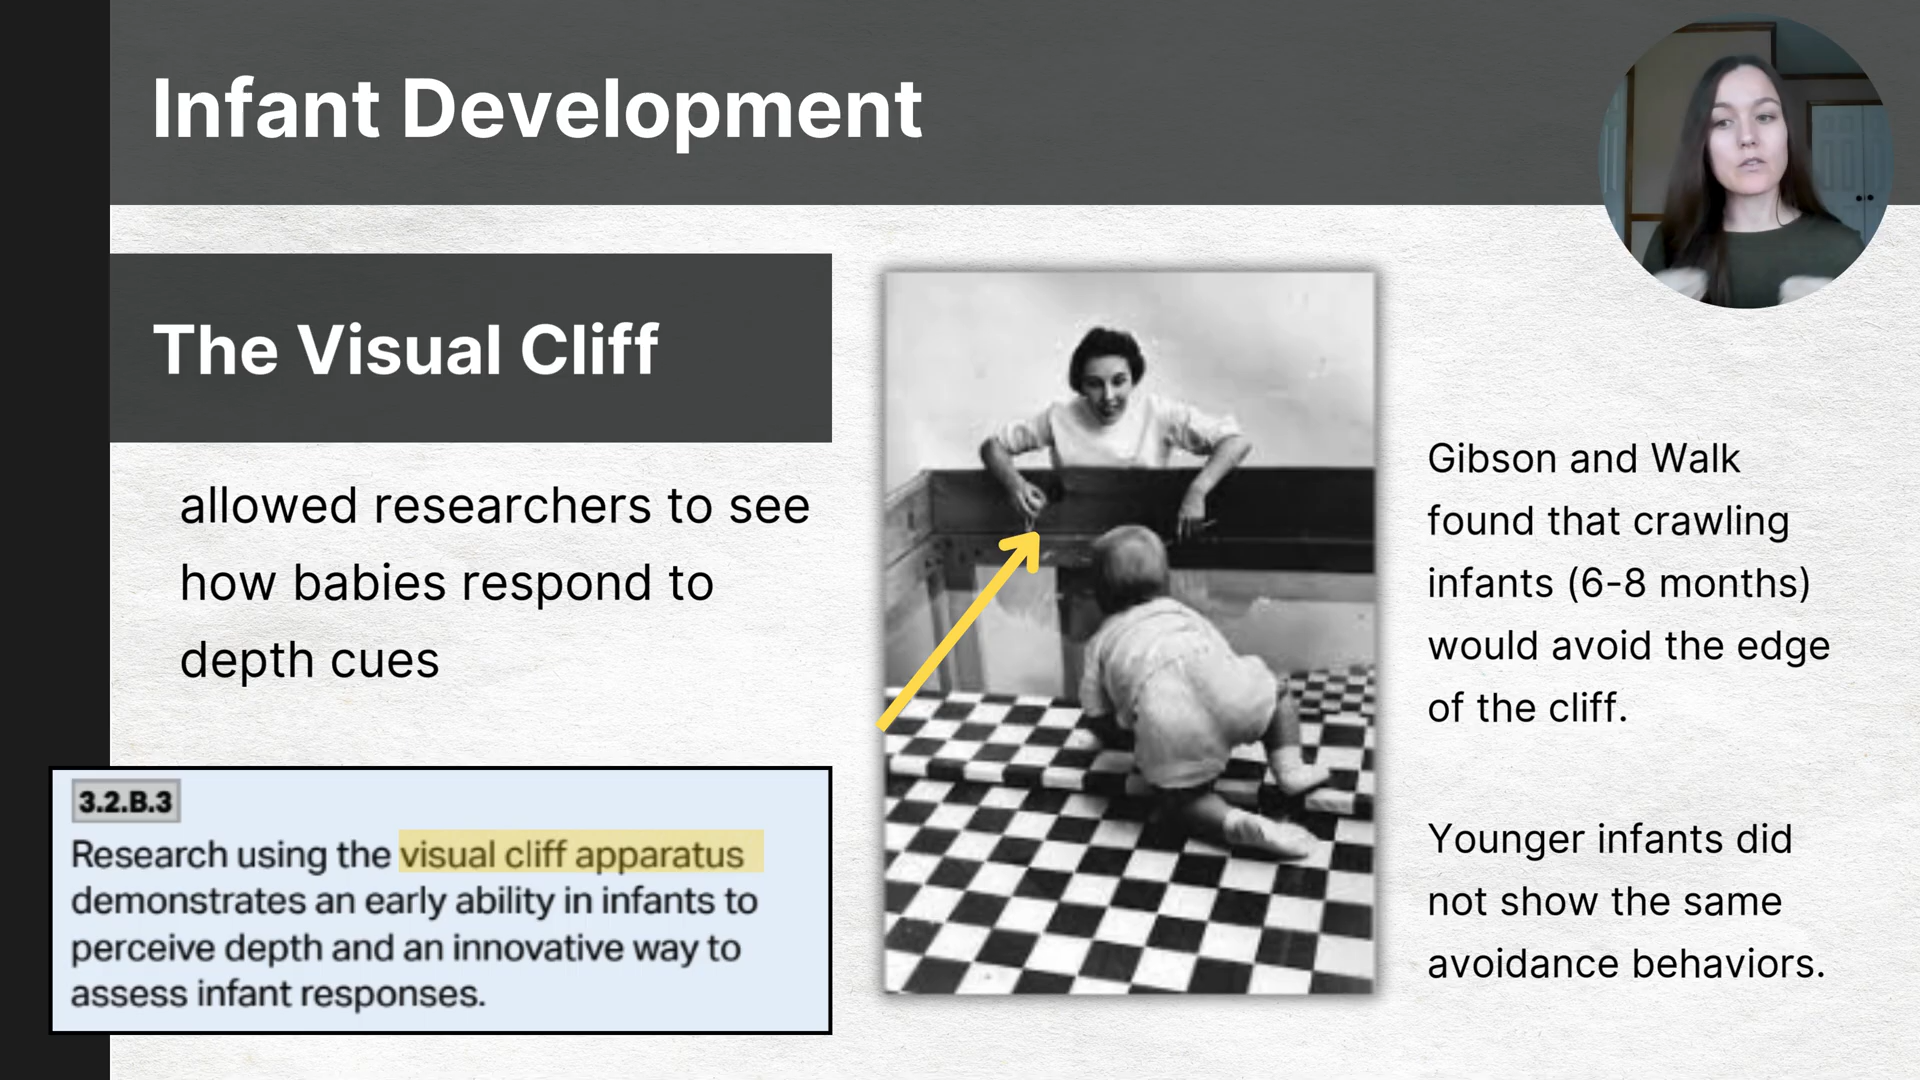 Infant Development
The Visual Cliff
allowed researchers to see
how babies respond to
depth cues
3.2.B.3
Research using the visual cliff apparatus
demonstrates an early ability in infants to
perceive depth and an innovative way to
assess infant responses.
Gibson and Walk
found that crawling
infants (6-8 months)
would avoid the edge
of the cliff.
Younger infants did
not show the same
avoidance behaviors.